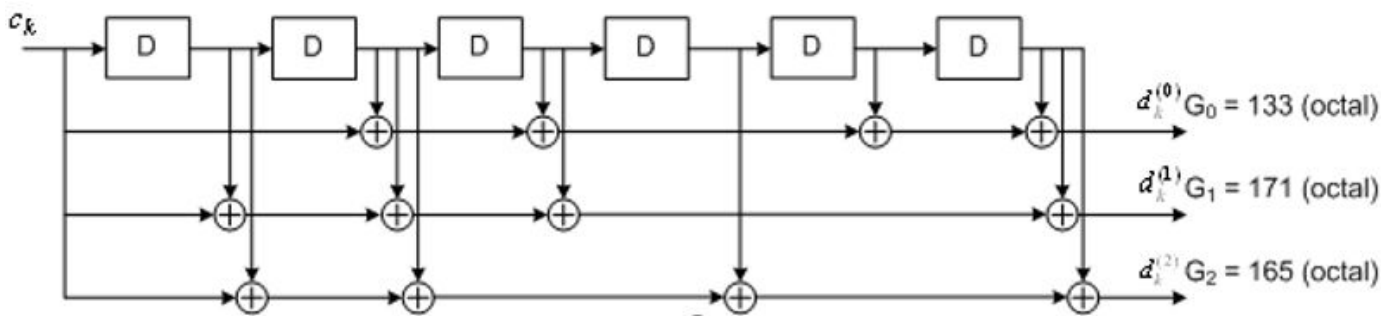 c_k
D D D D D D
d_k^(0) G_0 = 133 (octal)
d_k^(1) G_1 = 171 (octal)
d_k^(2) G_2 = 165 (octal)